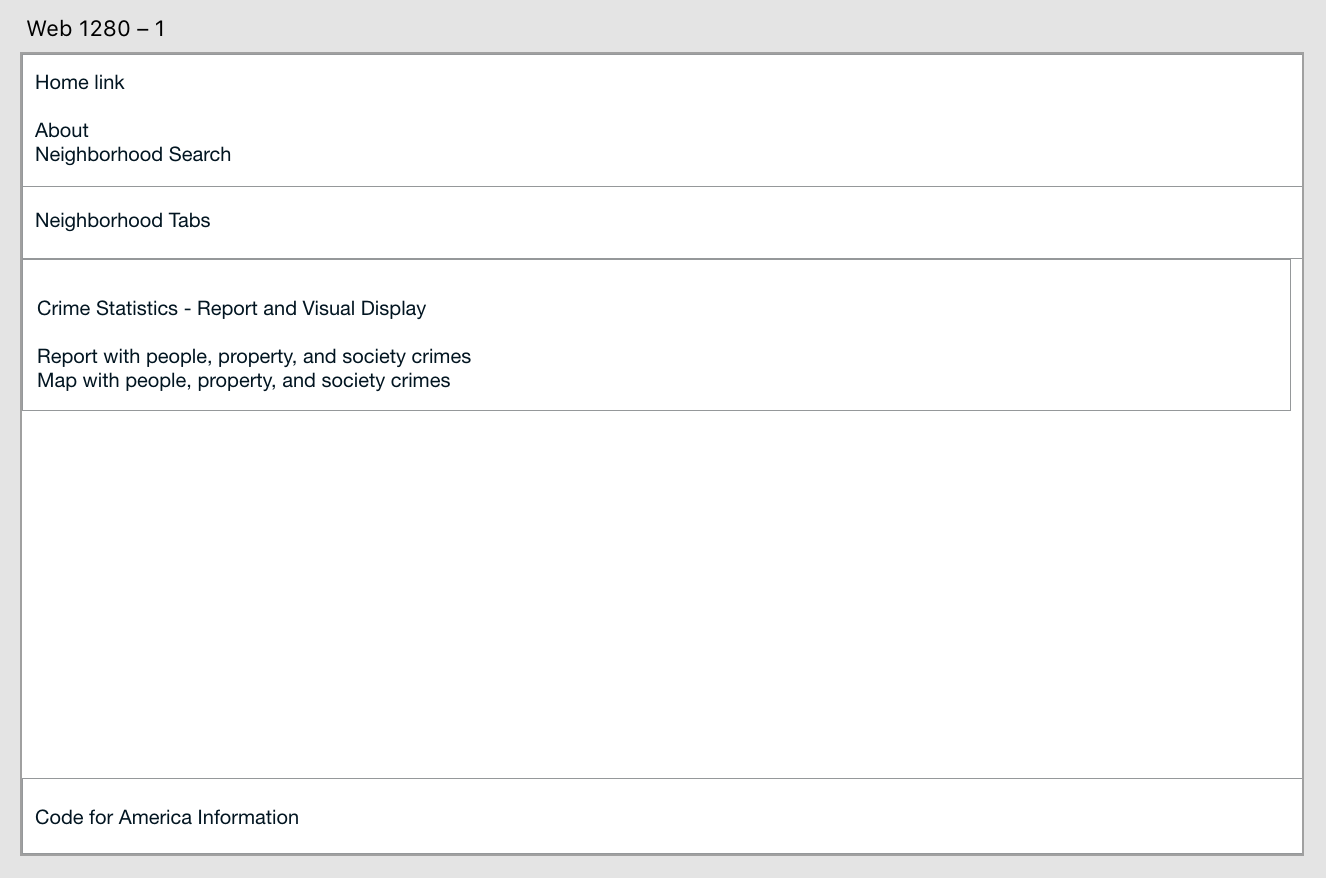 Web 1280 – 1
Home link
About
Neighborhood Search
Neighborhood Tabs
Crime Statistics - Report and Visual Display
Report with people, property, and society crimes
Map with people, property, and society crimes
Code for America Information